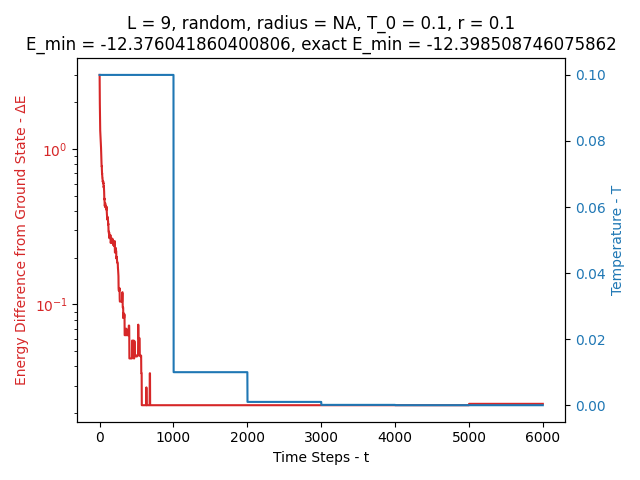 L = 9, random, radius = NA, T_0 = 0.1, r = 0.1
E_min = -12.376041860400806, exact E_min = -12.398508746075862
Energy Difference from Ground State - ΔE
10^0
10^-1
0.10
0.08
0.06
0.04
0.02
0.00
Temperature - T
0 1000 2000 3000 4000 5000 6000
Time Steps - t